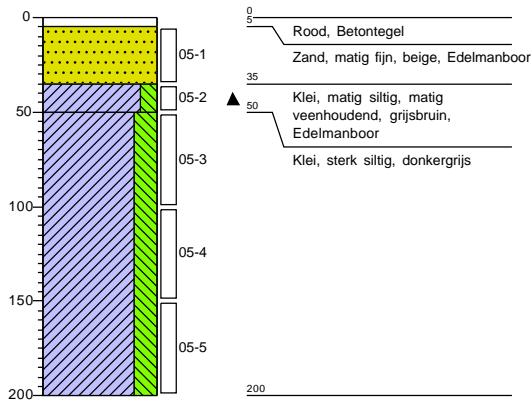 0
50
100
150
200
05-1
05-2
05-3
05-4
05-5
0
5
Rood, Betontegel
Zand, matig fijn, beige, Edelmanboor
35
Klei, matig siltig, matig
veenhoudend, grijsbruin,
Edelmanboor
50
Klei, sterk siltig, donkergrijs
200